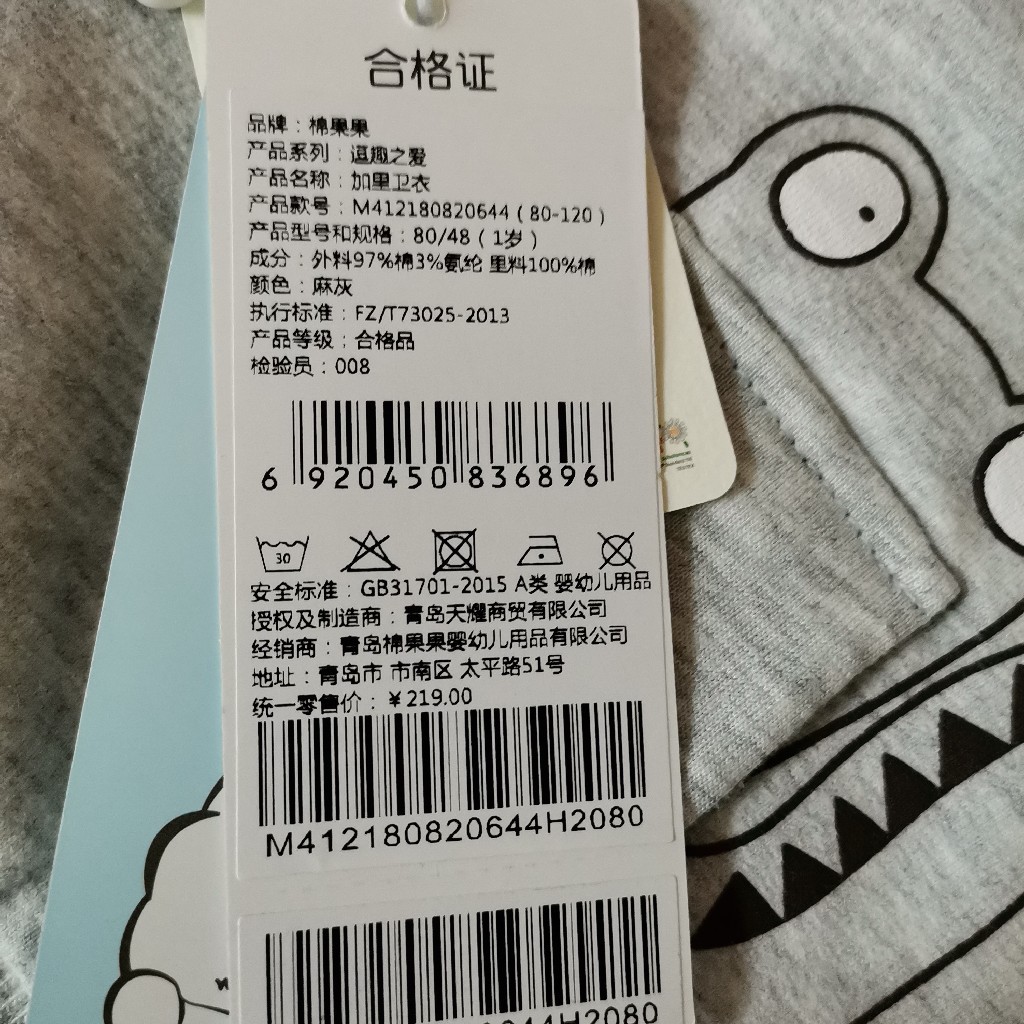 合格证
品牌：棉果果
产品系列：逗趣之爱
产品名称：加里卫衣
产品款号：M412180820644（80-120）
产品型号和规格：80/48（1岁）
成分：外料97%棉3%氨纶 里料100%棉
颜色：麻灰
执行标准：FZ/T73025-2013
产品等级：合格品
检验员：008
6 920450 836896
30
安全标准：GB31701-2015 A类 婴幼儿用品
授权及制造商：青岛天耀商贸有限公司
经销商：青岛棉果果婴幼儿用品有限公司
地址：青岛市 市南区 太平路51号
统一零售价：￥219.00
M412180820644H2080
44H2080